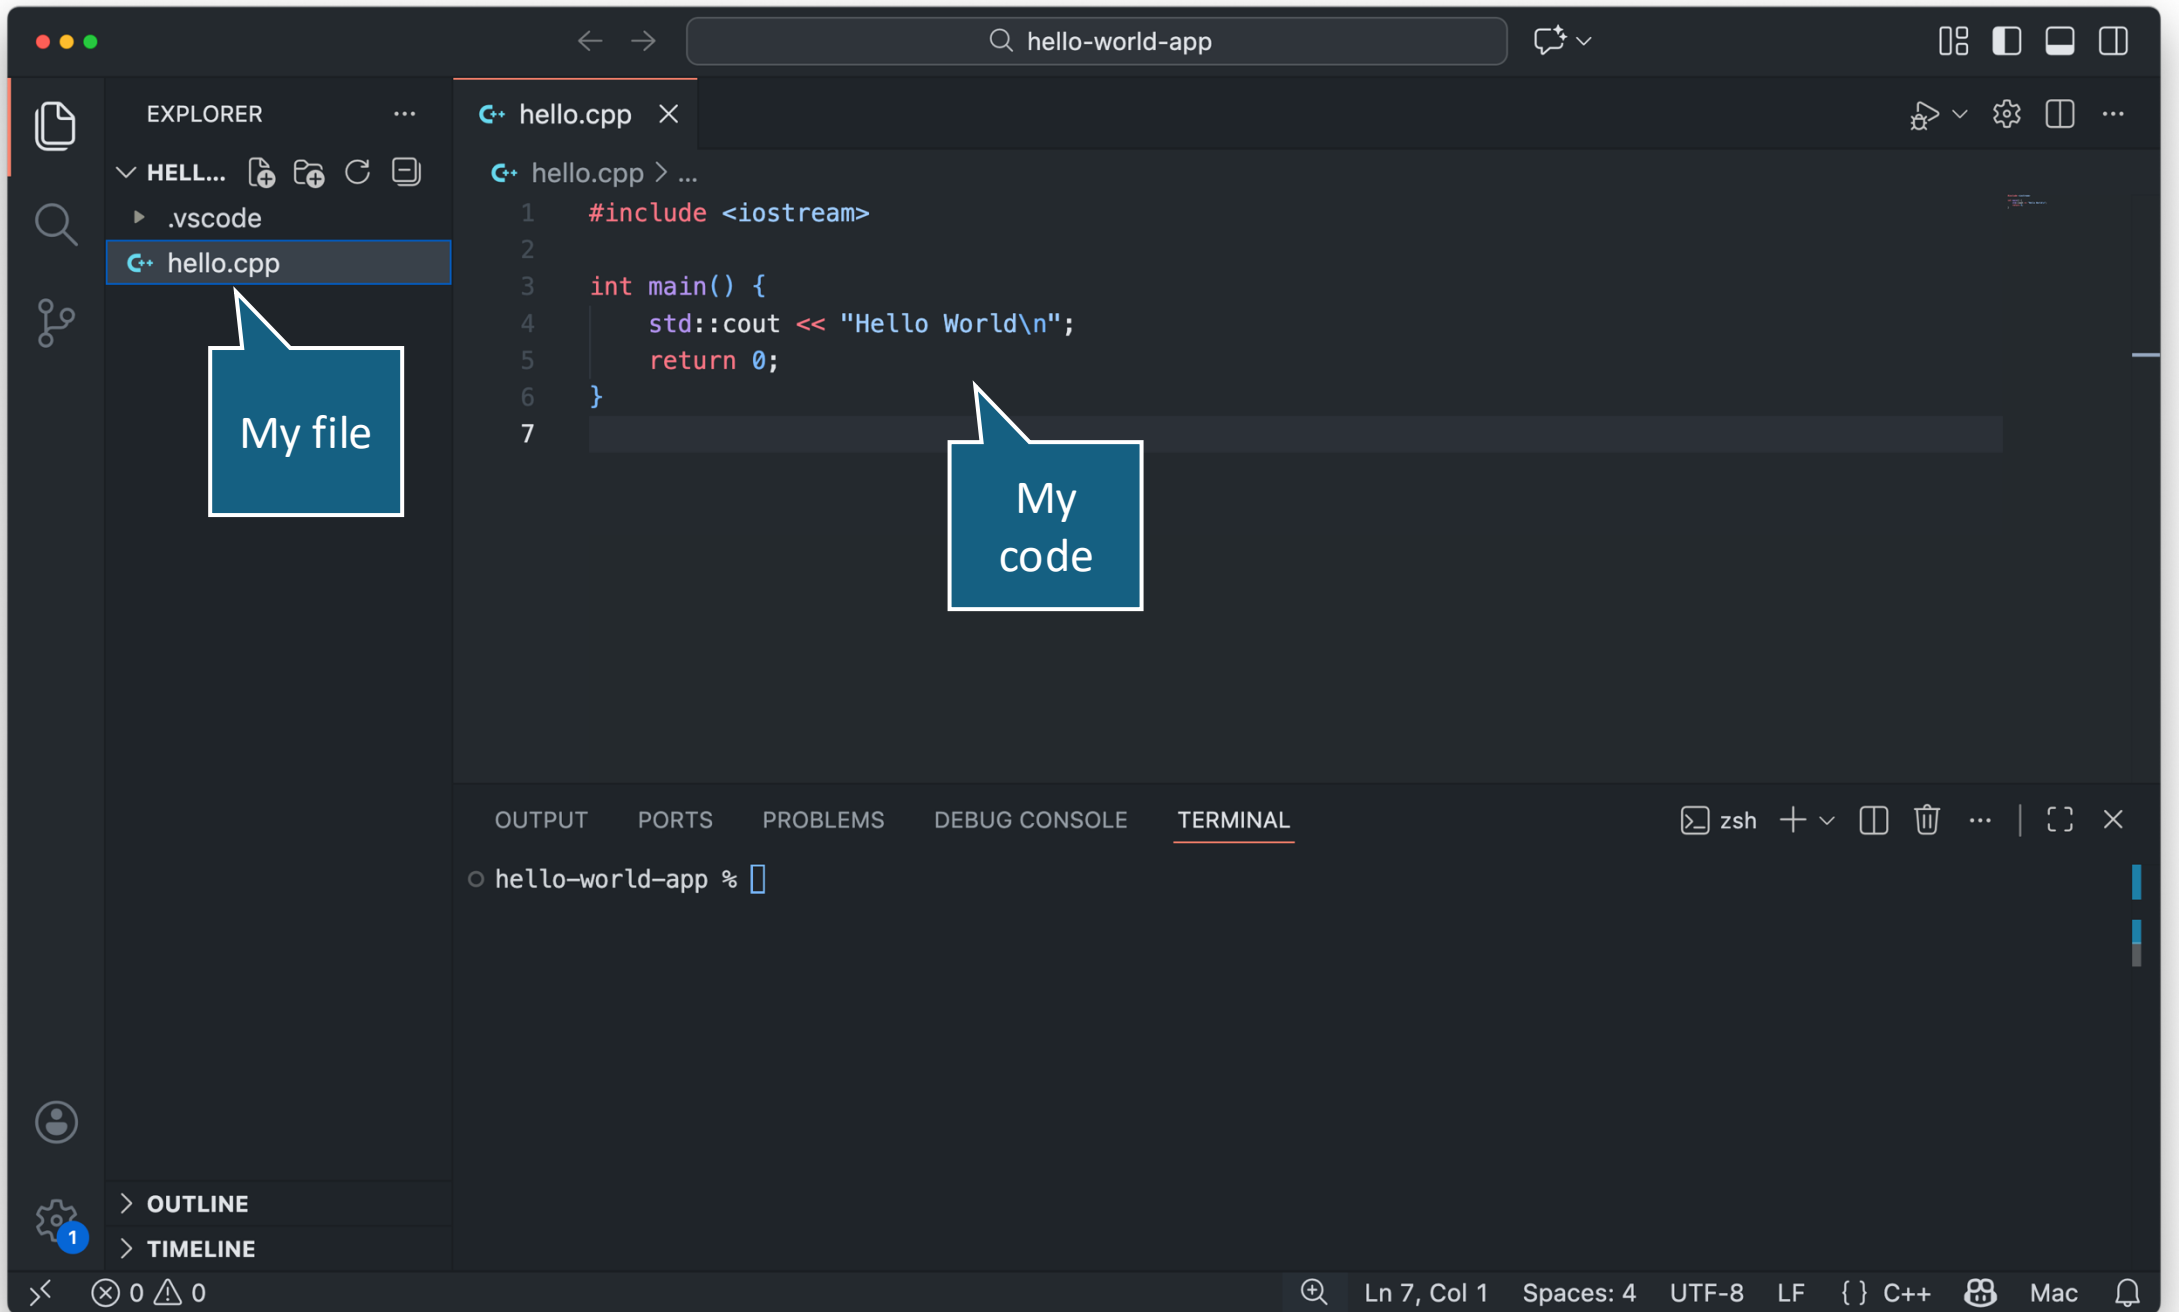 hello-world-app
EXPLORER
HELL...
.vscode
hello.cpp
My file
OUTLINE
TIMELINE
hello.cpp
hello.cpp > ...
1 #include <iostream>
2
3 int main() {
4     std::cout << "Hello World\n";
5     return 0;
6 }
7
My
code
OUTPUT PORTS PROBLEMS DEBUG CONSOLE TERMINAL
zsh
hello-world-app %
1
0 0
Ln 7, Col 1 Spaces: 4 UTF-8 LF { } C++ Mac